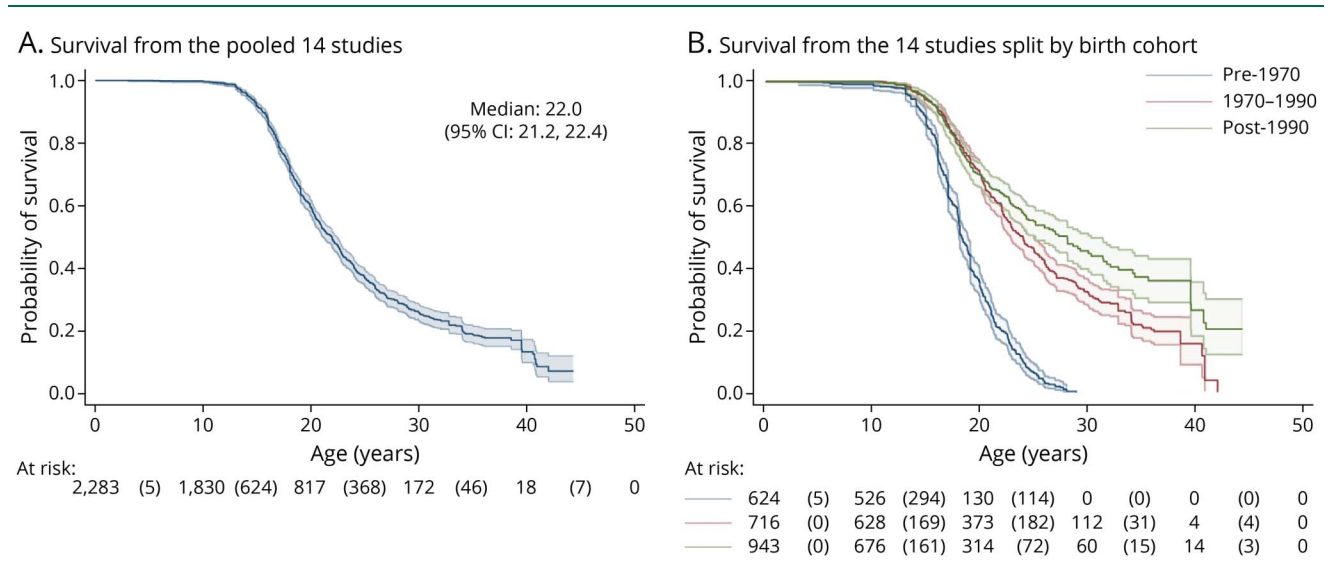 A. Survival from the pooled 14 studies
Probability of survival
1.0
0.8
0.6
0.4
0.2
0.0
Median: 22.0
(95% CI: 21.2, 22.4)
0 10 20 30 40 50
Age (years)
At risk:
2,283 (5) 1,830 (624) 817 (368) 172 (46) 18 (7) 0
B. Survival from the 14 studies split by birth cohort
Probability of survival
1.0
0.8
0.6
0.4
0.2
0.0
Pre-1970
1970–1990
Post-1990
0 10 20 30 40 50
Age (years)
At risk:
624 (5) 526 (294) 130 (114) 0 (0) 0 (0) 0
716 (0) 628 (169) 373 (182) 112 (31) 4 (4) 0
943 (0) 676 (161) 314 (72) 60 (15) 14 (3) 0